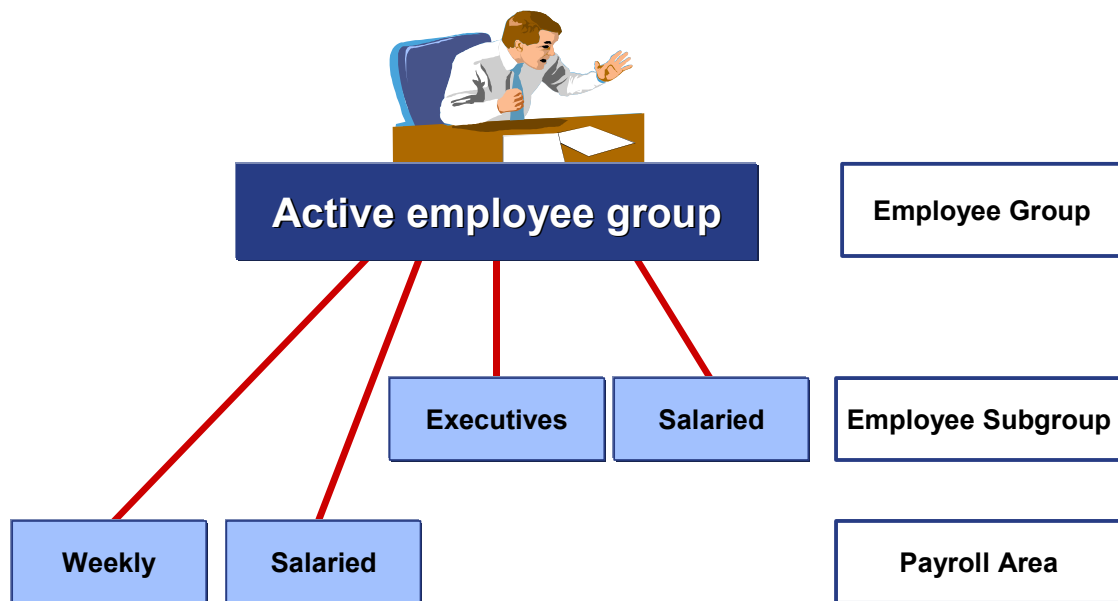 Active employee group
Employee Group
Executives
Salaried
Employee Subgroup
Weekly
Salaried
Payroll Area